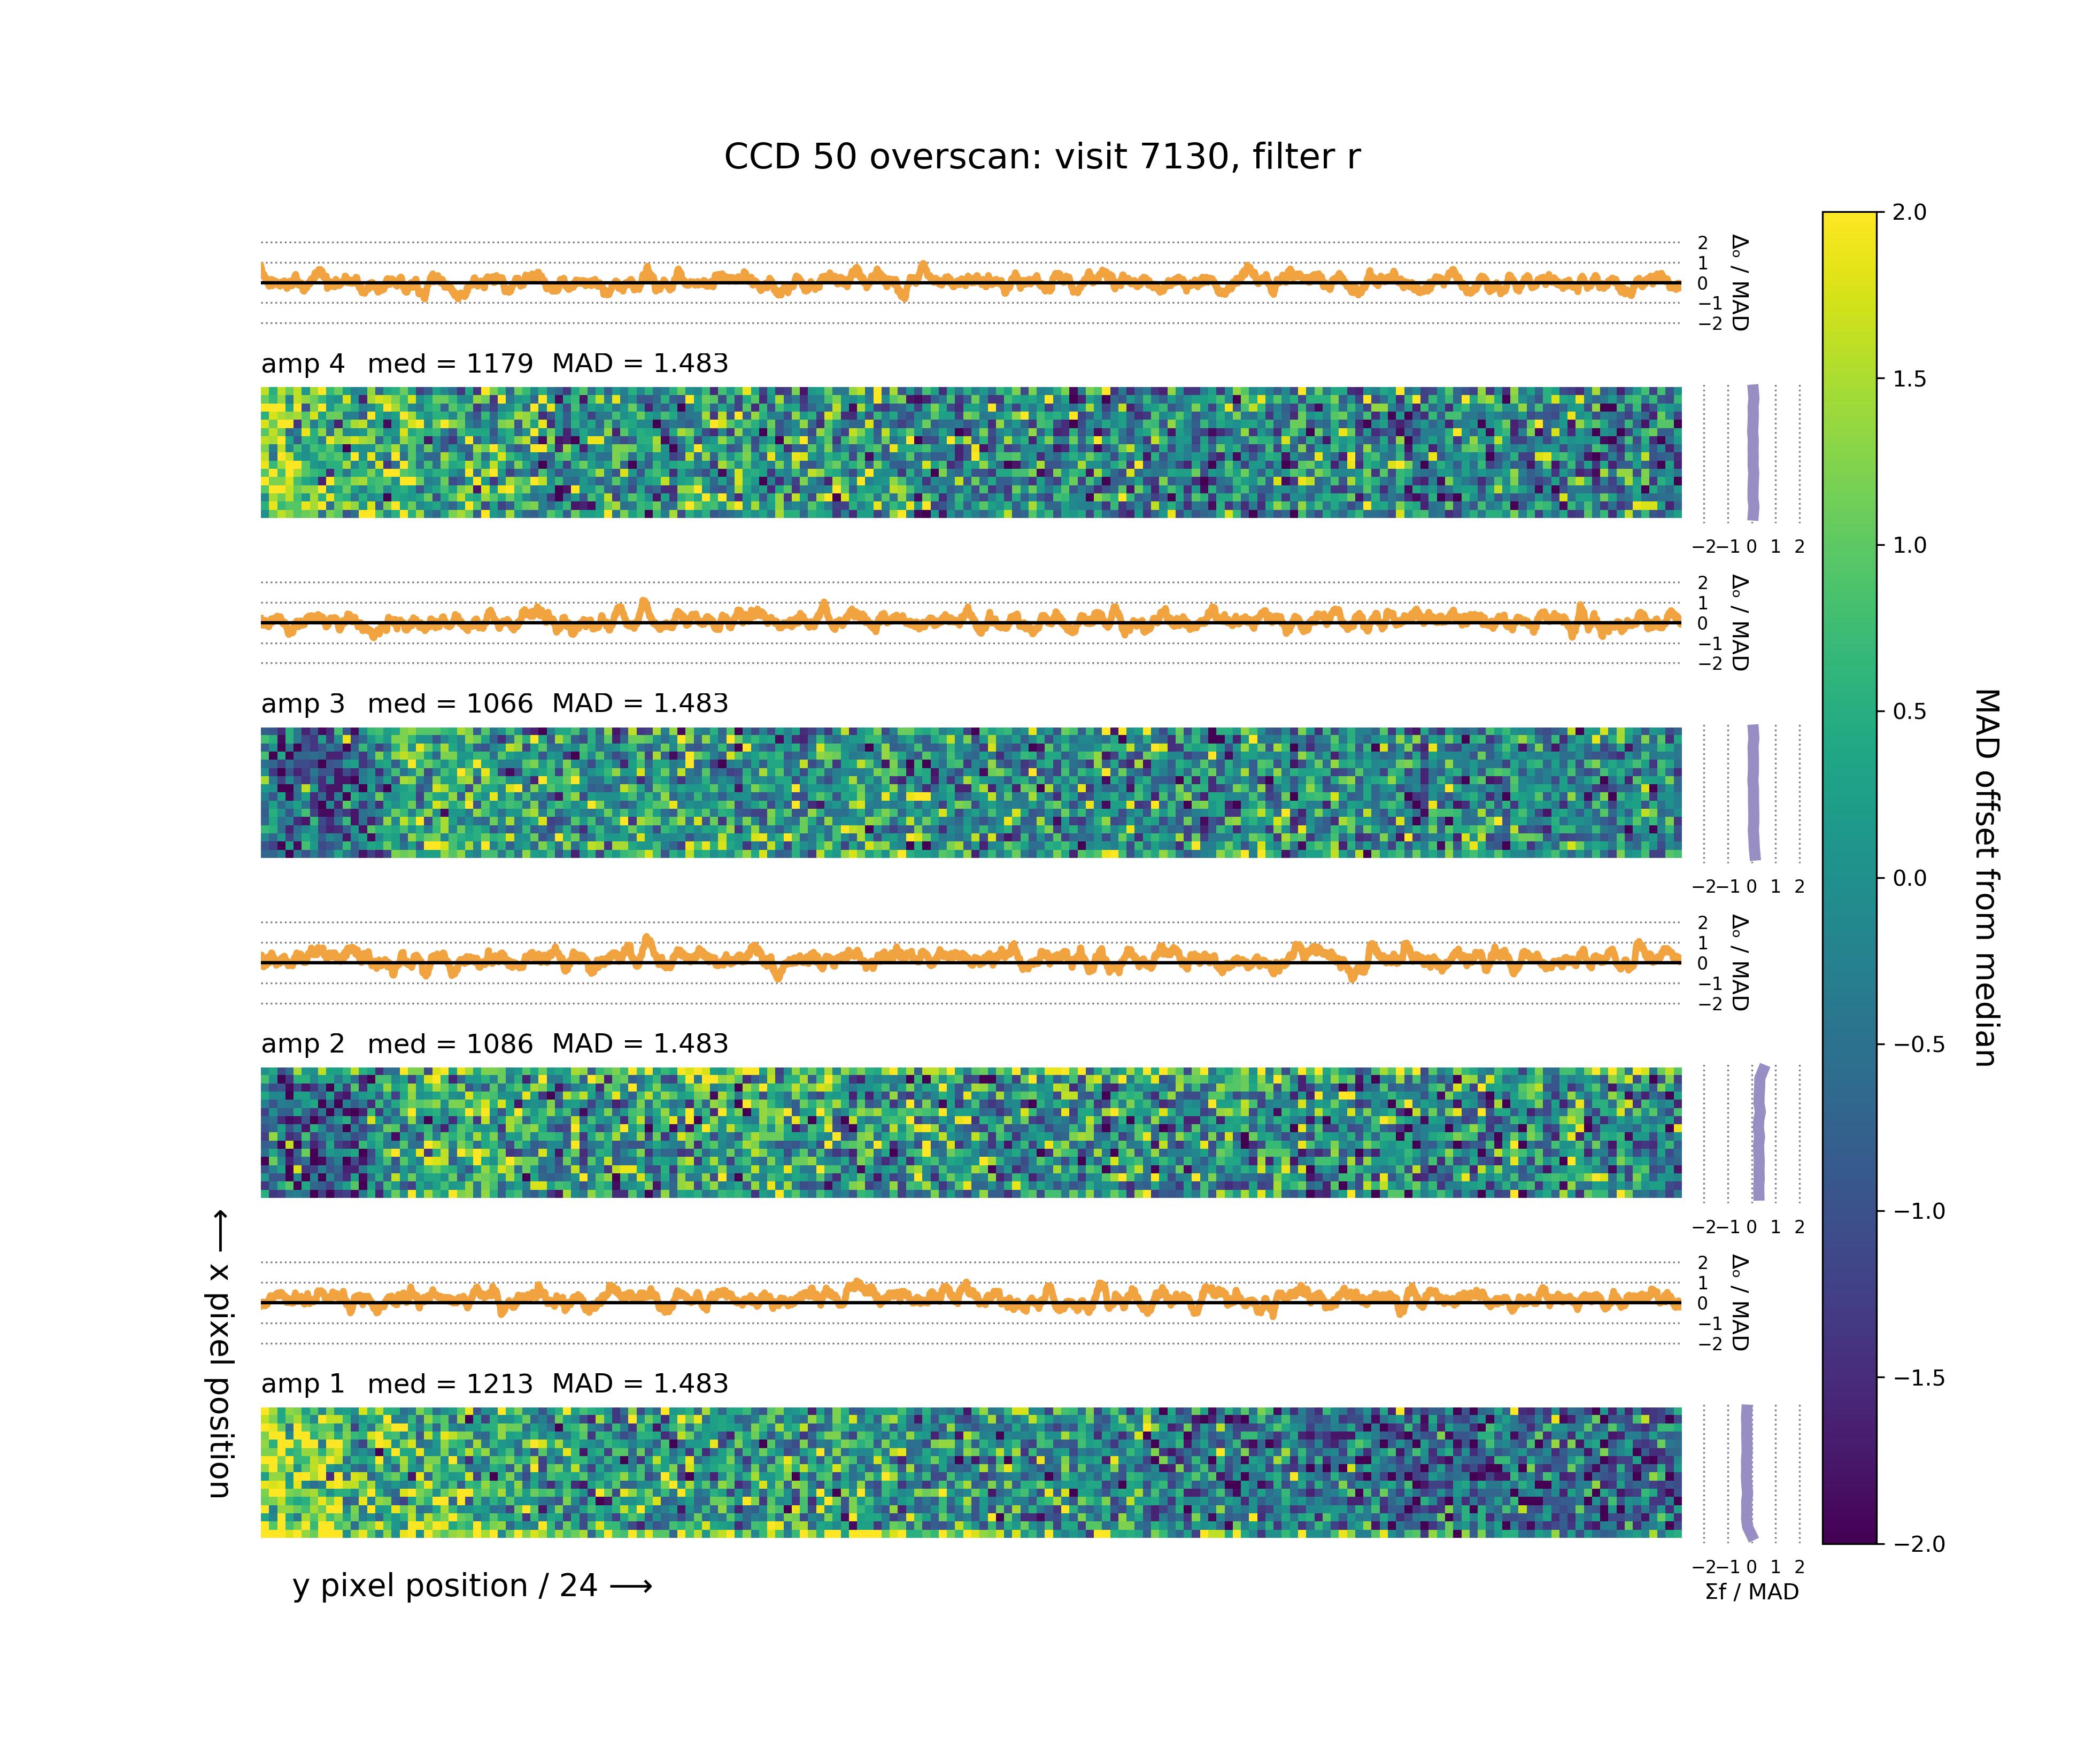 CCD 50 overscan: visit 7130, filter r
2
1
0
−1
−2
Δₒ / MAD
amp 4 med = 1179 MAD = 1.483
−2 −1 0 1 2
2
1
0
−1
−2
Δₒ / MAD
amp 3 med = 1066 MAD = 1.483
−2 −1 0 1 2
2
1
0
−1
−2
Δₒ / MAD
amp 2 med = 1086 MAD = 1.483
−2 −1 0 1 2
2
1
0
−1
−2
Δₒ / MAD
amp 1 med = 1213 MAD = 1.483
−2 −1 0 1 2
Σf / MAD
y pixel position / 24 ⟶
⟵ x pixel position
2.0
1.5
1.0
0.5
0.0
−0.5
−1.0
−1.5
−2.0
MAD offset from median